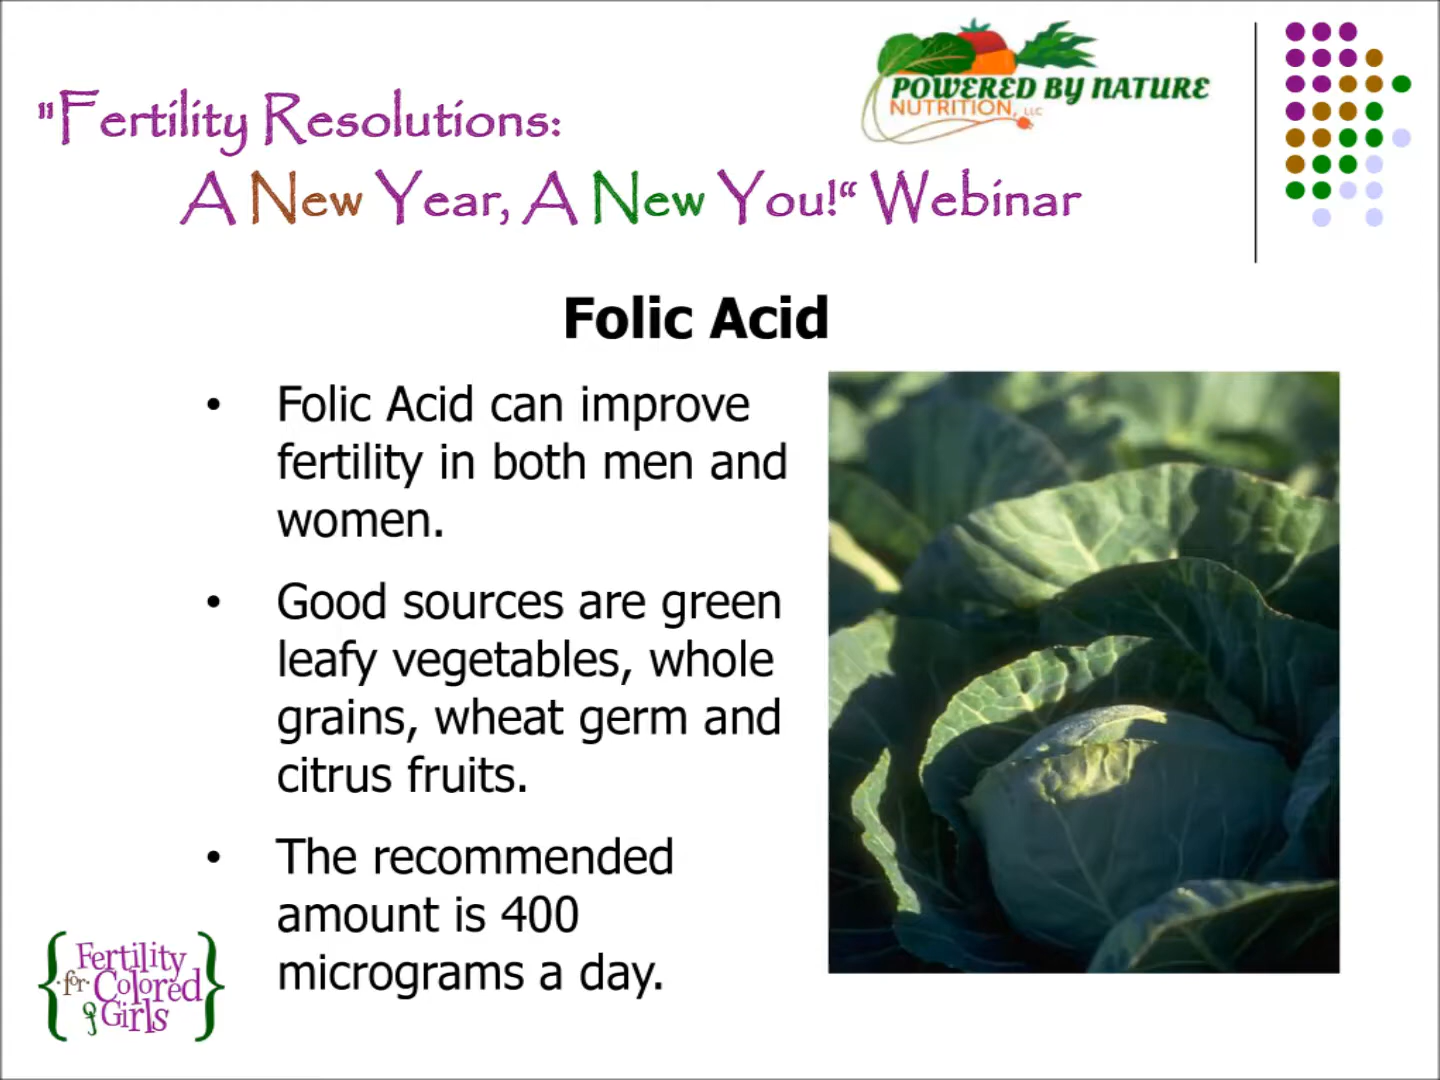 "Fertility Resolutions:
A New Year, A New You!“ Webinar
POWERED BY NATURE
NUTRITION, LLC
Folic Acid
• Folic Acid can improve
fertility in both men and
women.
• Good sources are green
leafy vegetables, whole
grains, wheat germ and
citrus fruits.
• The recommended
amount is 400
micrograms a day.
Fertility
for Colored
Girls